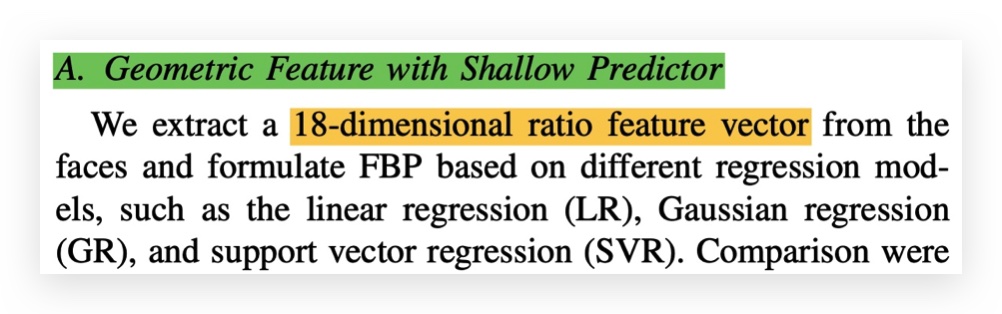 A. Geometric Feature with Shallow Predictor
We extract a 18-dimensional ratio feature vector from the
faces and formulate FBP based on different regression mod-
els, such as the linear regression (LR), Gaussian regression
(GR), and support vector regression (SVR). Comparison were